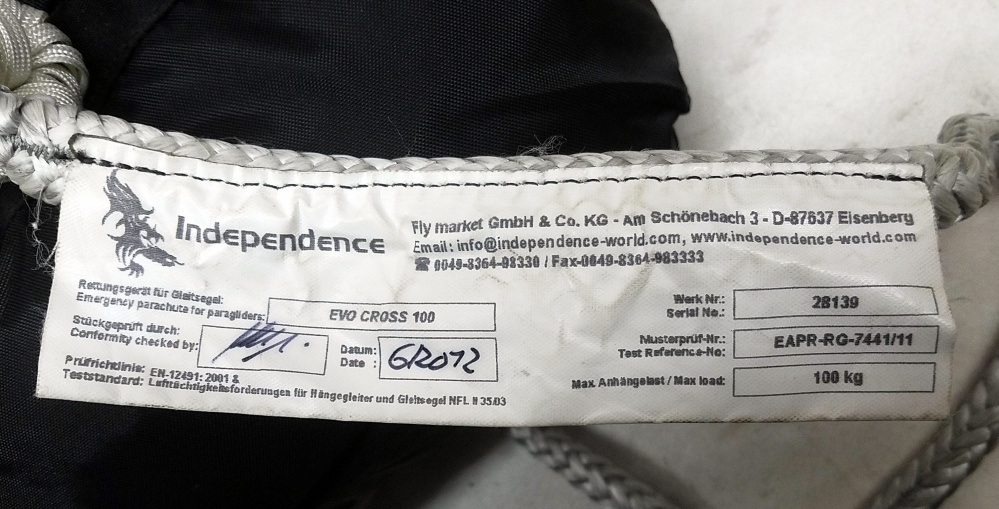 Independence
Fly market GmbH & Co. KG - Am Schönebach 3 - D-87637 Eisenberg
Email: info@independence-world.com, www.independence-world.com
☎ 0049-8364-98330 / Fax-0049-8364-983333
Rettungsgerät für Gleitsegel:
Emergency parachute for paragliders:
EVO CROSS 100
Stückgeprüft durch:
Conformity checked by:
Datum:
Date :
6/2012
Prüfrichtlinie: EN-12491: 2001 &
Teststandard: Lufttüchtigkeitsforderungen für Hängegleiter und Gleitsegel NFL II 35/03
Werk Nr.:
Serial No.:
28139
Musterprüf-Nr.:
Test Reference-No:
EAPR-RG-7441/11
Max. Anhängelast / Max load:
100 kg